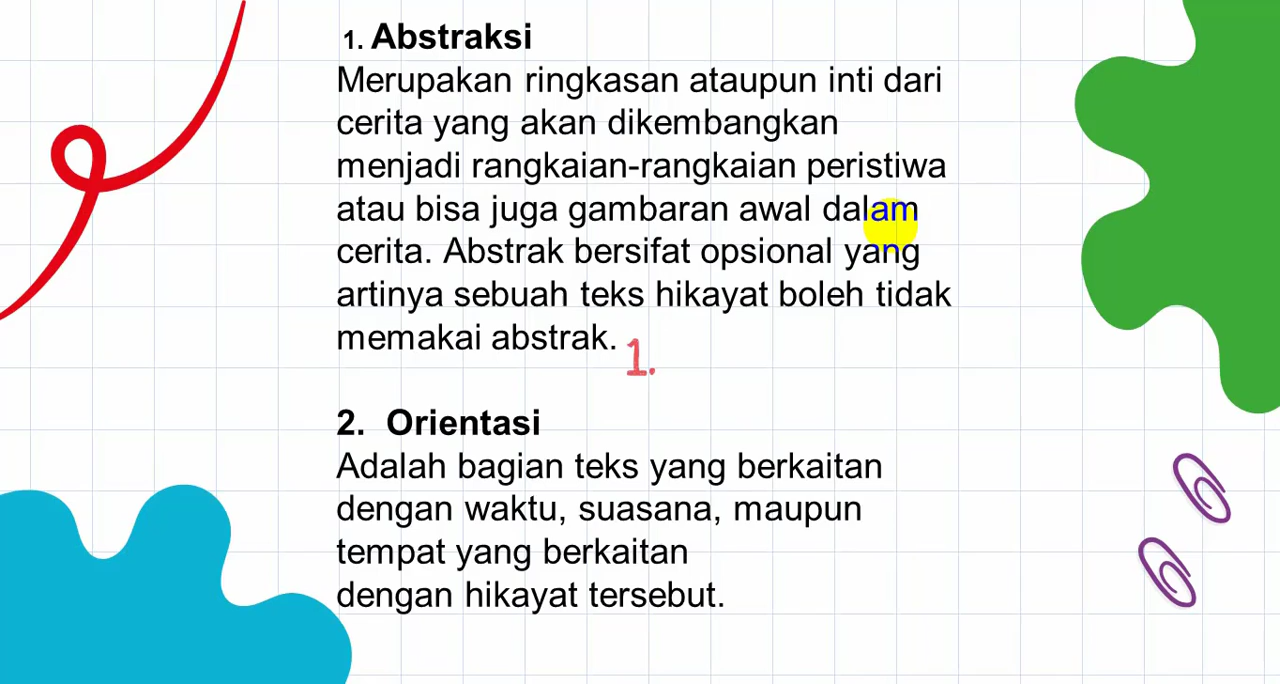 1. Abstraksi
Merupakan ringkasan ataupun inti dari
cerita yang akan dikembangkan
menjadi rangkaian-rangkaian peristiwa
atau bisa juga gambaran awal dalam
cerita. Abstrak bersifat opsional yang
artinya sebuah teks hikayat boleh tidak
memakai abstrak.
1.
2. Orientasi
Adalah bagian teks yang berkaitan
dengan waktu, suasana, maupun
tempat yang berkaitan
dengan hikayat tersebut.